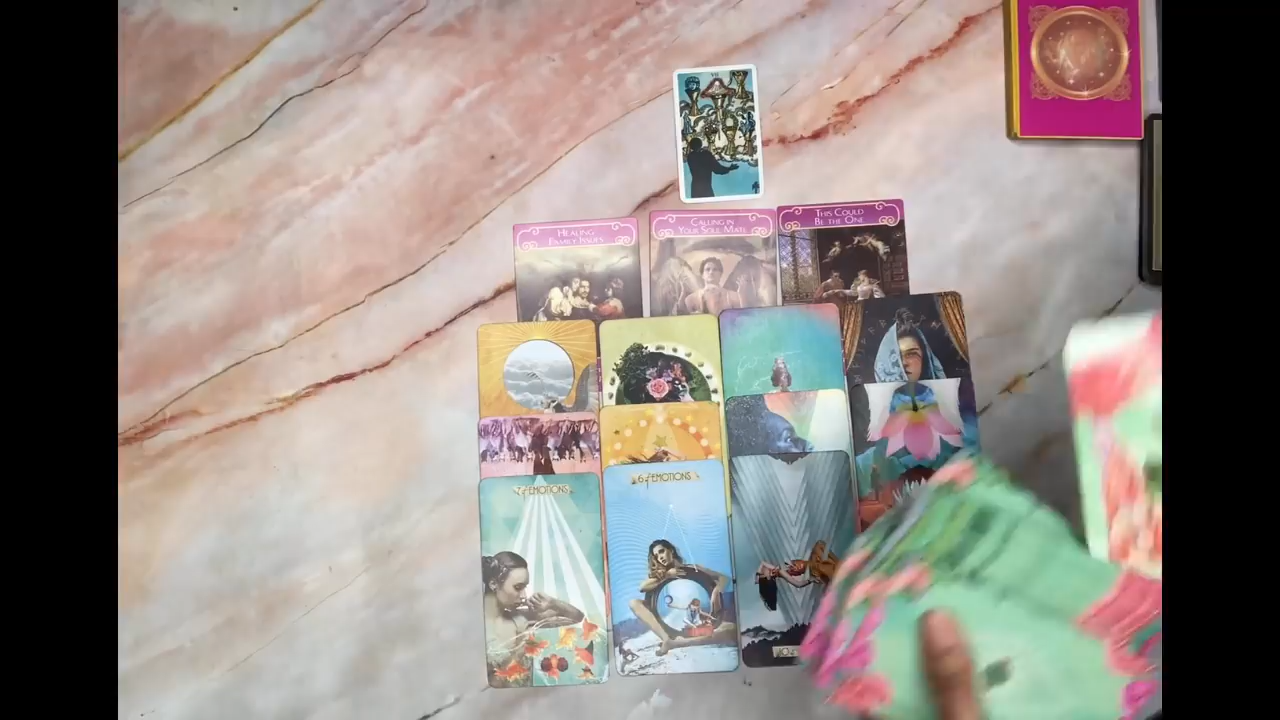 VII
HEALING
FAMILY ISSUES
CALLING IN
YOUR SOUL MATE
THIS COULD
BE THE ONE
7 of EMOTIONS
6 of EMOTIONS